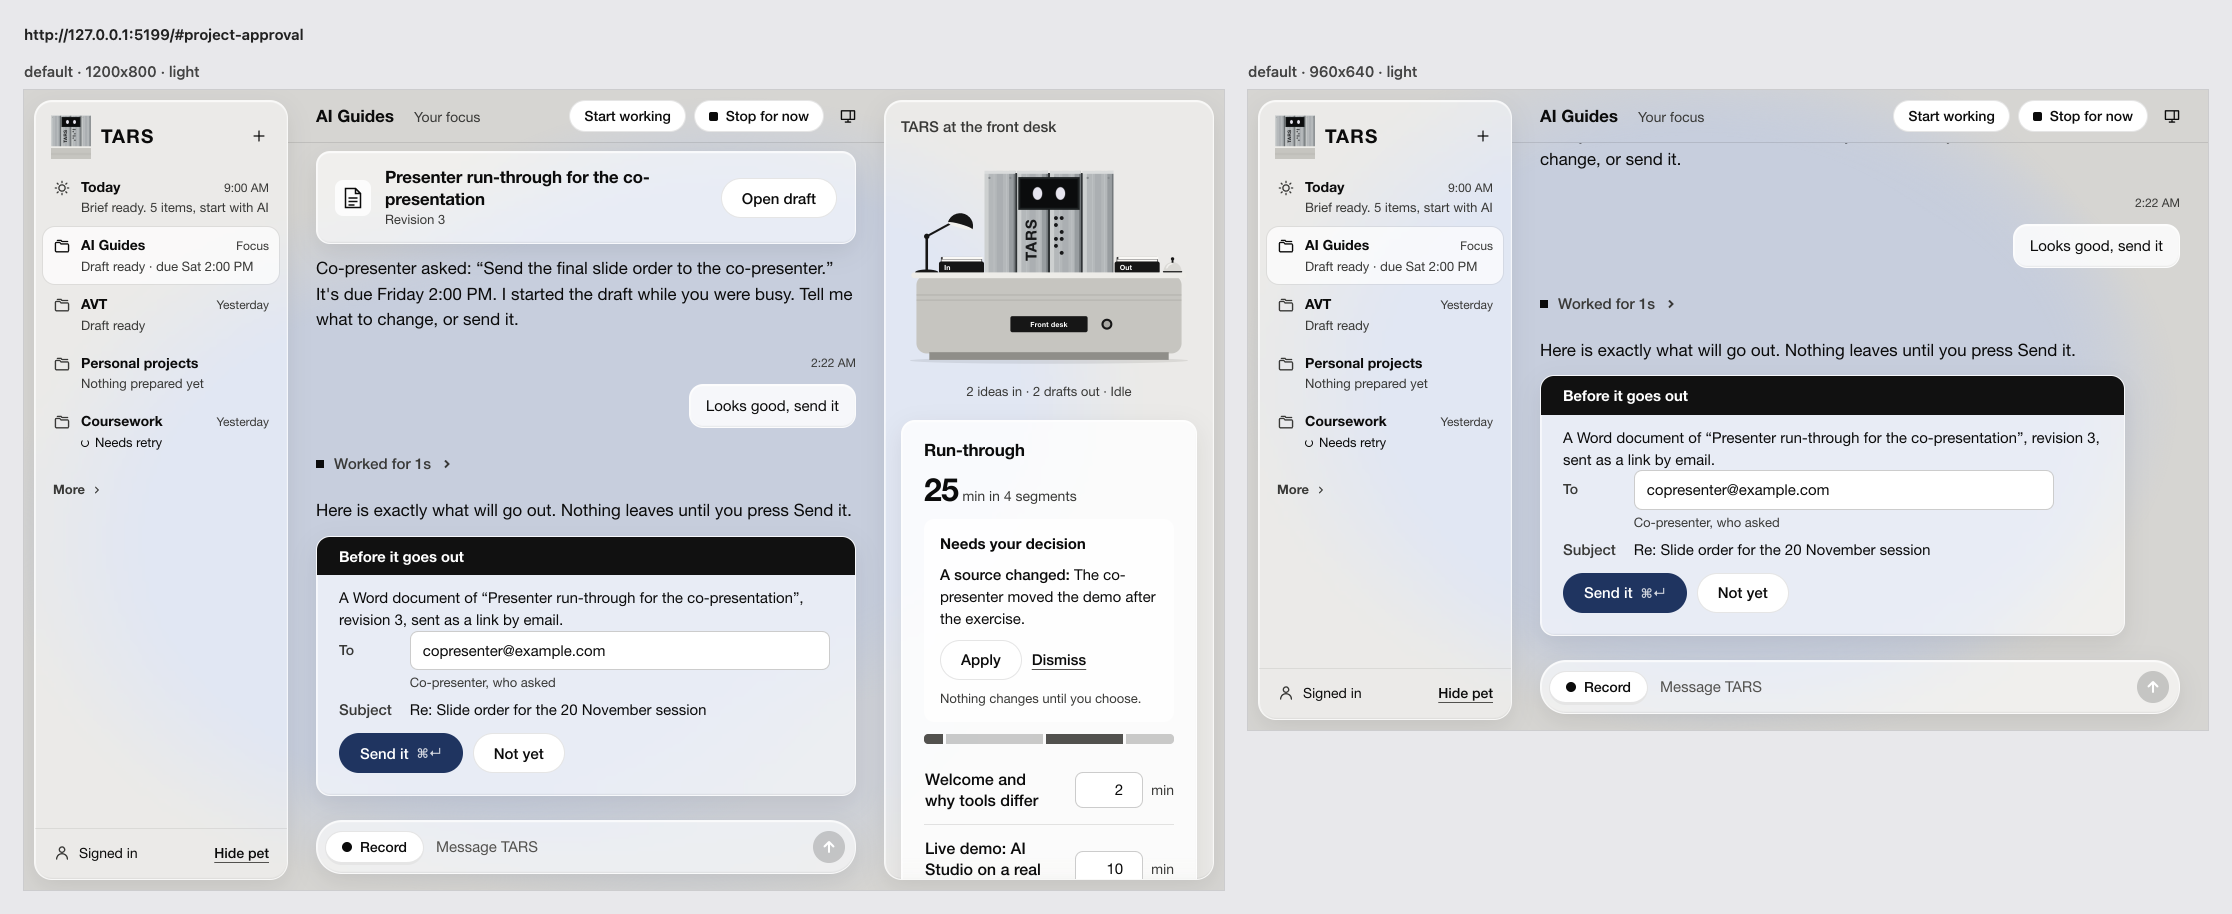 http://127.0.0.1:5199/#project-approval
default · 1200x800 · light
TARS
TARS
Today
9:00 AM
Brief ready. 5 items, start with AI
AI Guides
Focus
Draft ready · due Sat 2:00 PM
AVT
Yesterday
Draft ready
Personal projects
Nothing prepared yet
Coursework
Yesterday
Needs retry
More
Signed in
Hide pet
AI Guides
Your focus
Start working
Stop for now
Presenter run-through for the co-
presentation
Revision 3
Open draft
Co-presenter asked: “Send the final slide order to the co-presenter.”
It's due Friday 2:00 PM. I started the draft while you were busy. Tell me
what to change, or send it.
2:22 AM
Looks good, send it
Worked for 1s
Here is exactly what will go out. Nothing leaves until you press Send it.
Before it goes out
A Word document of “Presenter run-through for the co-presentation”,
revision 3, sent as a link by email.
To
copresenter@example.com
Co-presenter, who asked
Subject
Re: Slide order for the 20 November session
Send it ⌘↵
Not yet
Record
Message TARS
TARS at the front desk
TARS
In
Out
Front desk
2 ideas in · 2 drafts out · Idle
Run-through
25 min in 4 segments
Needs your decision
A source changed: The co-
presenter moved the demo after
the exercise.
Apply
Dismiss
Nothing changes until you choose.
Welcome and
why tools differ
2
min
Live demo: AI
Studio on a real
10
min
default · 960x640 · light
TARS
TARS
Today
9:00 AM
Brief ready. 5 items, start with AI
AI Guides
Focus
Draft ready · due Sat 2:00 PM
AVT
Yesterday
Draft ready
Personal projects
Nothing prepared yet
Coursework
Yesterday
Needs retry
More
Signed in
Hide pet
AI Guides
Your focus
Start working
Stop for now
change, or send it.
2:22 AM
Looks good, send it
Worked for 1s
Here is exactly what will go out. Nothing leaves until you press Send it.
Before it goes out
A Word document of “Presenter run-through for the co-presentation”, revision 3,
sent as a link by email.
To
copresenter@example.com
Co-presenter, who asked
Subject
Re: Slide order for the 20 November session
Send it ⌘↵
Not yet
Record
Message TARS